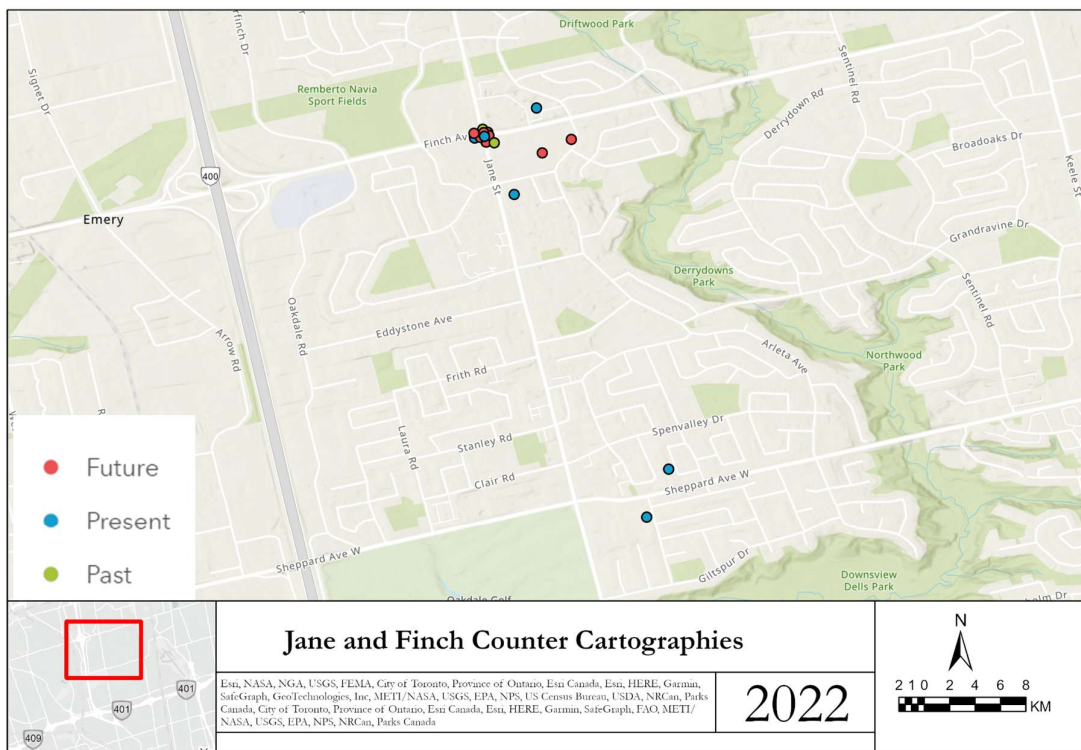 Driftwood Park
Signet Dr
Remberto Navia
Sport Fields
Sentinel Rd
Derrydown Rd
Broadoaks Dr
Finch Av
Jane St
400
Keele St
Emery
Grandravine Dr
Derrydowns
Park
Sentinel Rd
Oakdale Rd
Eddystone Ave
Arrow Rd
Arleta Ave
Northwood
Park
Frith Rd
Spenvalley Dr
Laura Rd
Stanley Rd
Clair Rd
Sheppard Ave W
Future
Present
Past
Sheppard Ave W
Giltspur Dr
Downsview
Dells Park
Oakdale Golf
401
401
409
Jane and Finch Counter Cartographies
Esri, NASA, NGA, USGS, FEMA, City of Toronto, Province of Ontario, Esri Canada, Esri, HERE, Garmin,
SafeGraph, GeoTechnologies, Inc, METI/NASA, USGS, EPA, NPS, US Census Bureau, USDA, NRCan, Parks
Canada, City of Toronto, Province of Ontario, Esri Canada, Esri, HERE, Garmin, SafeGraph, FAO, METI/
NASA, USGS, EPA, NPS, NRCan, Parks Canada
2022
N
2 1 0 2 4 6 8
KM